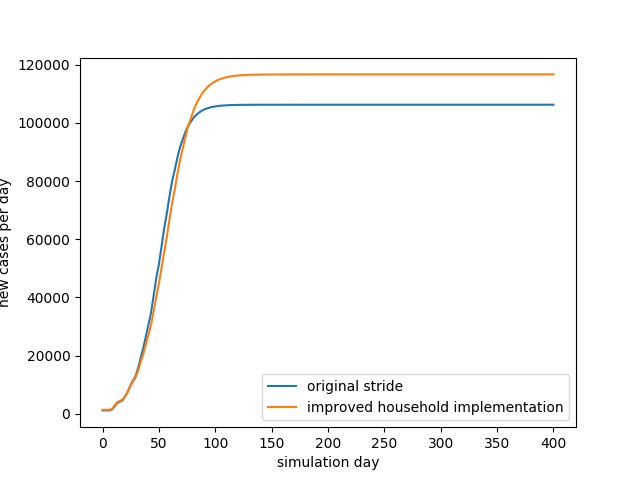 120000
100000
80000
60000
40000
20000
0
new cases per day
original stride
improved household implementation
0 50 100 150 200 250 300 350 400
simulation day